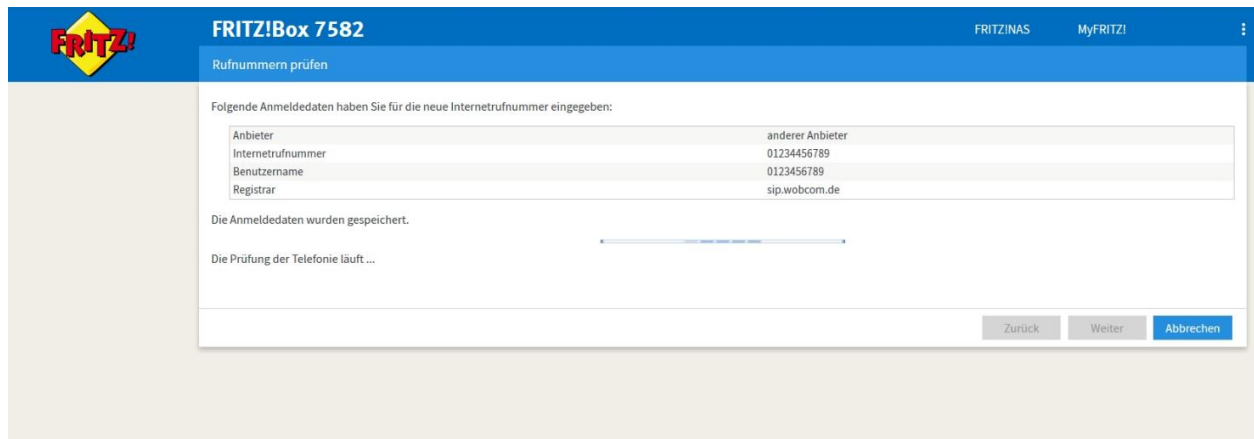 FRITZ!
FRITZ!Box 7582
FRITZ!NAS MyFRITZ!
Rufnummern prüfen
Folgende Anmeldedaten haben Sie für die neue Internetrufnummer eingegeben:
Anbieter anderer Anbieter
Internetrufnummer 01234456789
Benutzername 0123456789
Registrar sip.wobcom.de
Die Anmeldedaten wurden gespeichert.
Die Prüfung der Telefonie läuft ...
Zurück Weiter Abbrechen